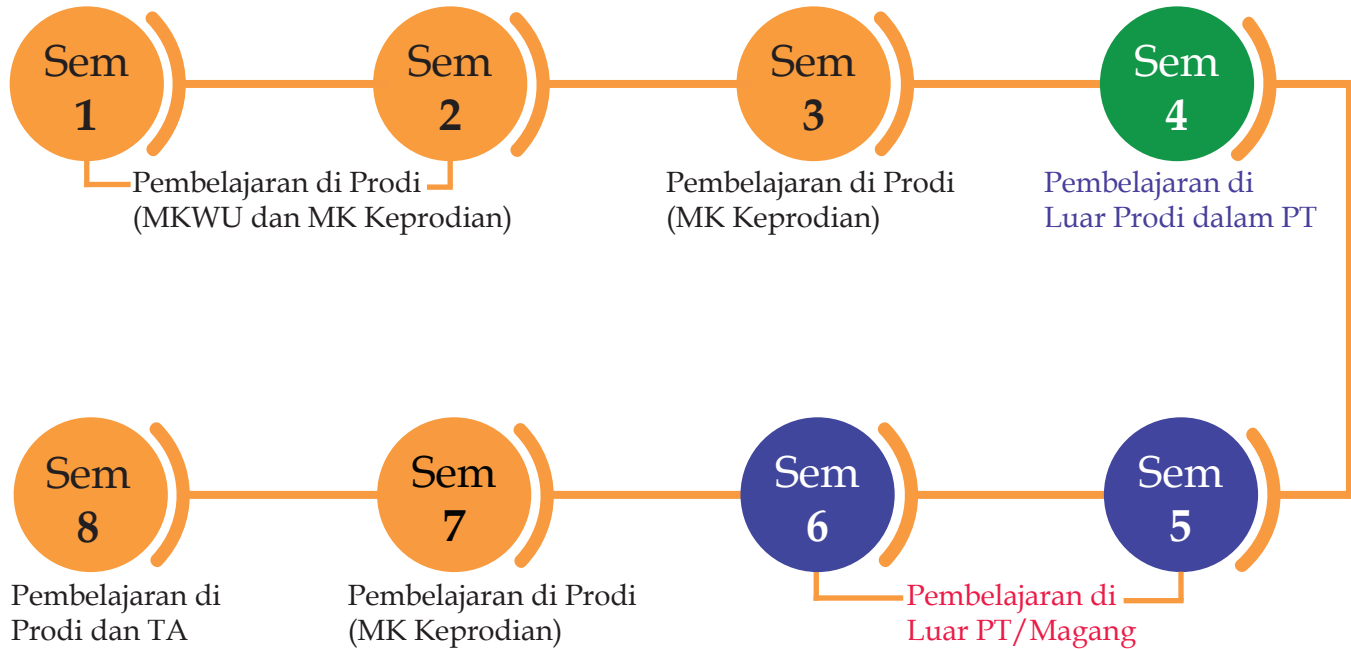 Sem
1
Sem
2
Sem
3
Sem
4
Pembelajaran di Prodi
(MKWU dan MK Keprodian)
Pembelajaran di Prodi
(MK Keprodian)
Pembelajaran di
Luar Prodi dalam PT
Sem
8
Sem
7
Sem
6
Sem
5
Pembelajaran di
Prodi dan TA
Pembelajaran di Prodi
(MK Keprodian)
Pembelajaran di
Luar PT/Magang